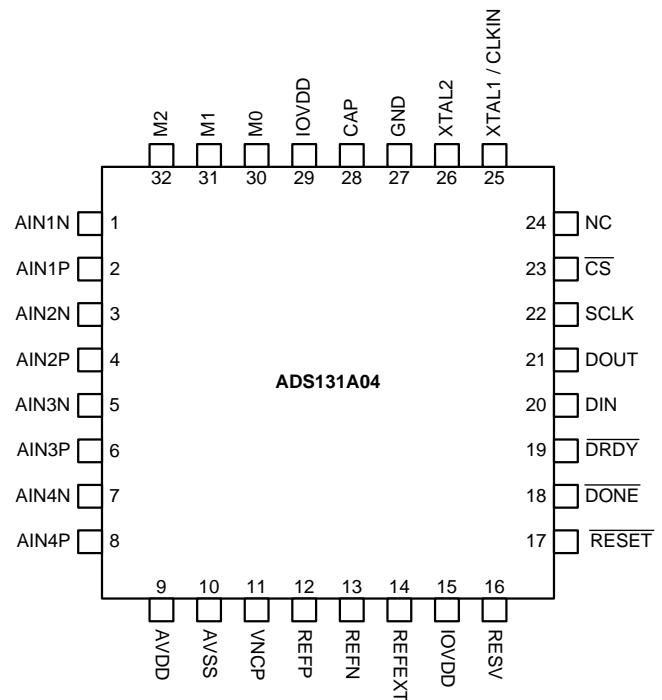 M2
M1
M0
IOVDD
CAP
GND
XTAL2
XTAL1 / CLKIN
32
31
30
29
28
27
26
25
AIN1N 1
AIN1P 2
AIN2N 3
AIN2P 4
AIN3N 5
AIN3P 6
AIN4N 7
AIN4P 8
ADS131A04
24 NC
23 CS
22 SCLK
21 DOUT
20 DIN
19 DRDY
18 DONE
17 RESET
9
10
11
12
13
14
15
16
AVDD
AVSS
VNCP
REFP
REFN
REFEXT
IOVDD
RESV